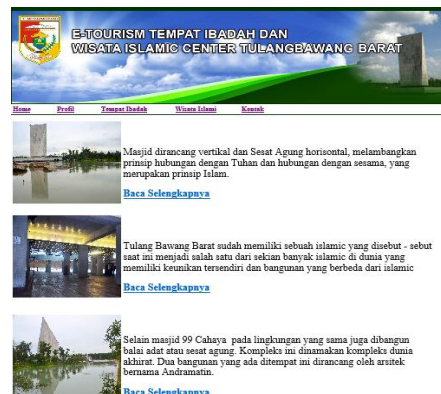 E-TOURISM TEMPAT IBADAH DAN
WISATA ISLAMIC CENTER TULANGBAWANG BARAT
Home Profil Tempat Ibadah Wisata Islami Kontak
Masjid dirancang vertikal dan Sesat Agung horisontal, melambangkan
prinsip hubungan dengan Tuhan dan hubungan dengan sesama, yang
merupakan prinsip Islam.
Baca Selengkapnya
Tulang Bawang Barat sudah memiliki sebuah islamic yang disebut - sebut
saat ini menjadi salah satu dari sekian banyak islamic di dunia yang
memiliki keunikan tersendiri dan bangunan yang berbeda dari islamic
Baca Selengkapnya
Selain masjid 99 Cahaya pada lingkungan yang sama juga dibangun
balai adat atau sesat agung. Kompleks ini dinamakan kompleks dunia
akhirat. Dua bangunan yang ada ditempat ini dirancang oleh arsitek
bernama Andramatin.
Baca Selengkapnya